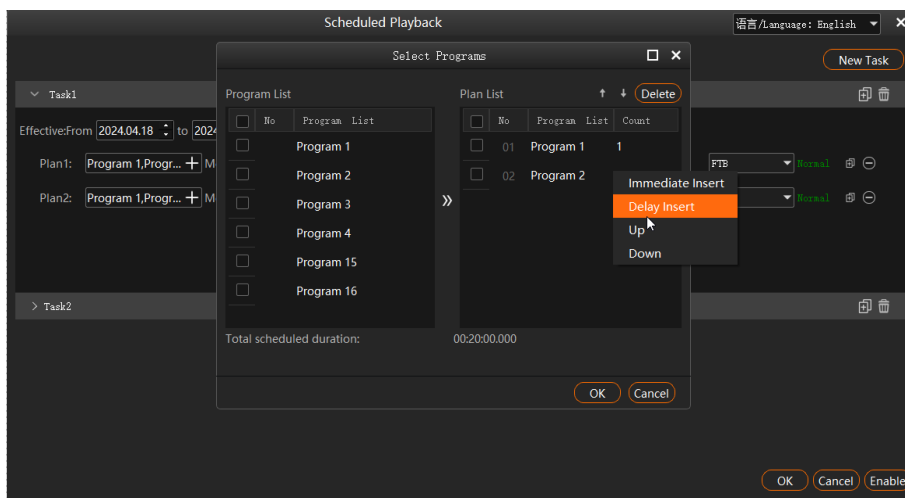 Scheduled Playback
语言/Language: English
Select Programs
New Task
Task1
Program List
Plan List
Delete
No Program List
No Program List Count
Effective:From 2024.04.18 to 2024
Program 1
01 Program 1 1
Plan1: Program 1,Progr... M
FTB
Normal
Program 2
02 Program 2
Immediate Insert
Plan2: Program 1,Progr... M
Normal
Program 3
Delay Insert
Program 4
Up
Down
Program 15
Program 16
Task2
Total scheduled duration: 00:20:00.000
OK Cancel
OK Cancel Enable